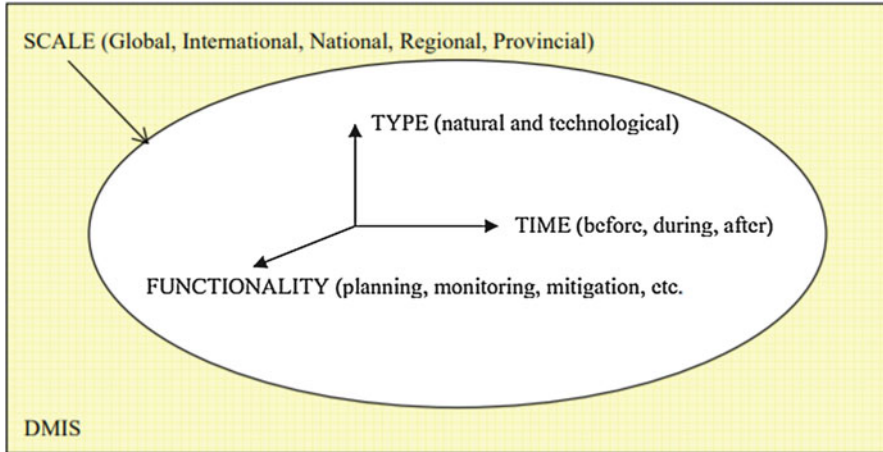 SCALE (Global, International, National, Regional, Provincial)
TYPE (natural and technological)
TIME (before, during, after)
FUNCTIONALITY (planning, monitoring, mitigation, etc.
DMIS